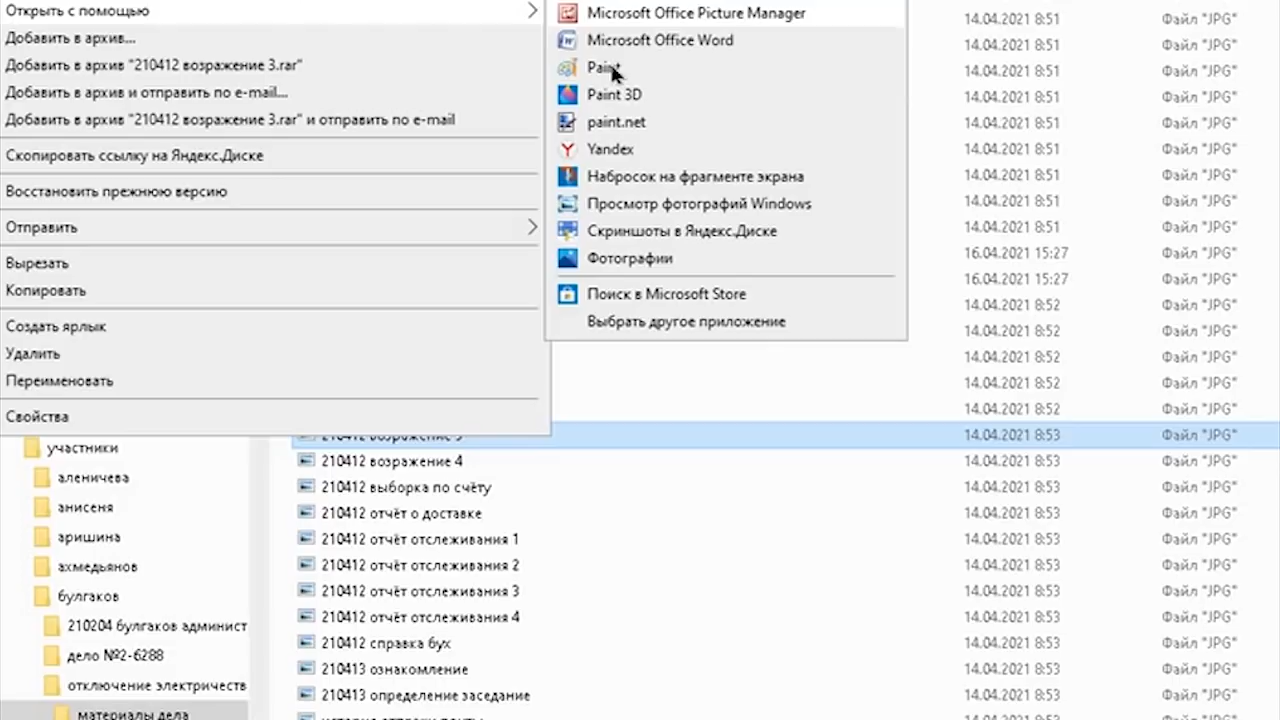 Открыть с помощью
Добавить в архив...
Добавить в архив "210412 возражение 3.rar"
Добавить в архив и отправить по e-mail...
Добавить в архив "210412 возражение 3.rar" и отправить по e-mail
Скопировать ссылку на Яндекс.Диске
Восстановить прежнюю версию
Отправить
Вырезать
Копировать
Создать ярлык
Удалить
Переименовать
Свойства
Microsoft Office Picture Manager
Microsoft Office Word
Paint
Paint 3D
paint.net
Yandex
Набросок на фрагменте экрана
Просмотр фотографий Windows
Скриншоты в Яндекс.Диске
Фотографии
Поиск в Microsoft Store
Выбрать другое приложение
14.04.2021 8:51 Файл "JPG"
14.04.2021 8:51 Файл "JPG"
14.04.2021 8:51 Файл "JPG"
14.04.2021 8:51 Файл "JPG"
14.04.2021 8:51 Файл "JPG"
14.04.2021 8:51 Файл "JPG"
14.04.2021 8:51 Файл "JPG"
14.04.2021 8:51 Файл "JPG"
14.04.2021 8:51 Файл "JPG"
16.04.2021 15:27 Файл "JPG"
16.04.2021 15:27 Файл "JPG"
14.04.2021 8:52 Файл "JPG"
14.04.2021 8:52 Файл "JPG"
14.04.2021 8:52 Файл "JPG"
14.04.2021 8:52 Файл "JPG"
14.04.2021 8:52 Файл "JPG"
210412 возражение 3 14.04.2021 8:53 Файл "JPG"
210412 возражение 4 14.04.2021 8:53 Файл "JPG"
210412 выборка по счёту 14.04.2021 8:53 Файл "JPG"
210412 отчёт о доставке 14.04.2021 8:53 Файл "JPG"
210412 отчёт отслеживания 1 14.04.2021 8:53 Файл "JPG"
210412 отчёт отслеживания 2 14.04.2021 8:53 Файл "JPG"
210412 отчёт отслеживания 3 14.04.2021 8:53 Файл "JPG"
210412 отчёт отслеживания 4 14.04.2021 8:53 Файл "JPG"
210412 справка бух 14.04.2021 8:53 Файл "JPG"
210413 ознакомление 14.04.2021 8:53 Файл "JPG"
210413 определение заседание 14.04.2021 8:53 Файл "JPG"
участники
аленичева
анисеня
аришина
ахмедьянов
булгаков
210204 булгаков админист
дело №2-6288
отключение электричеств
материалы дела